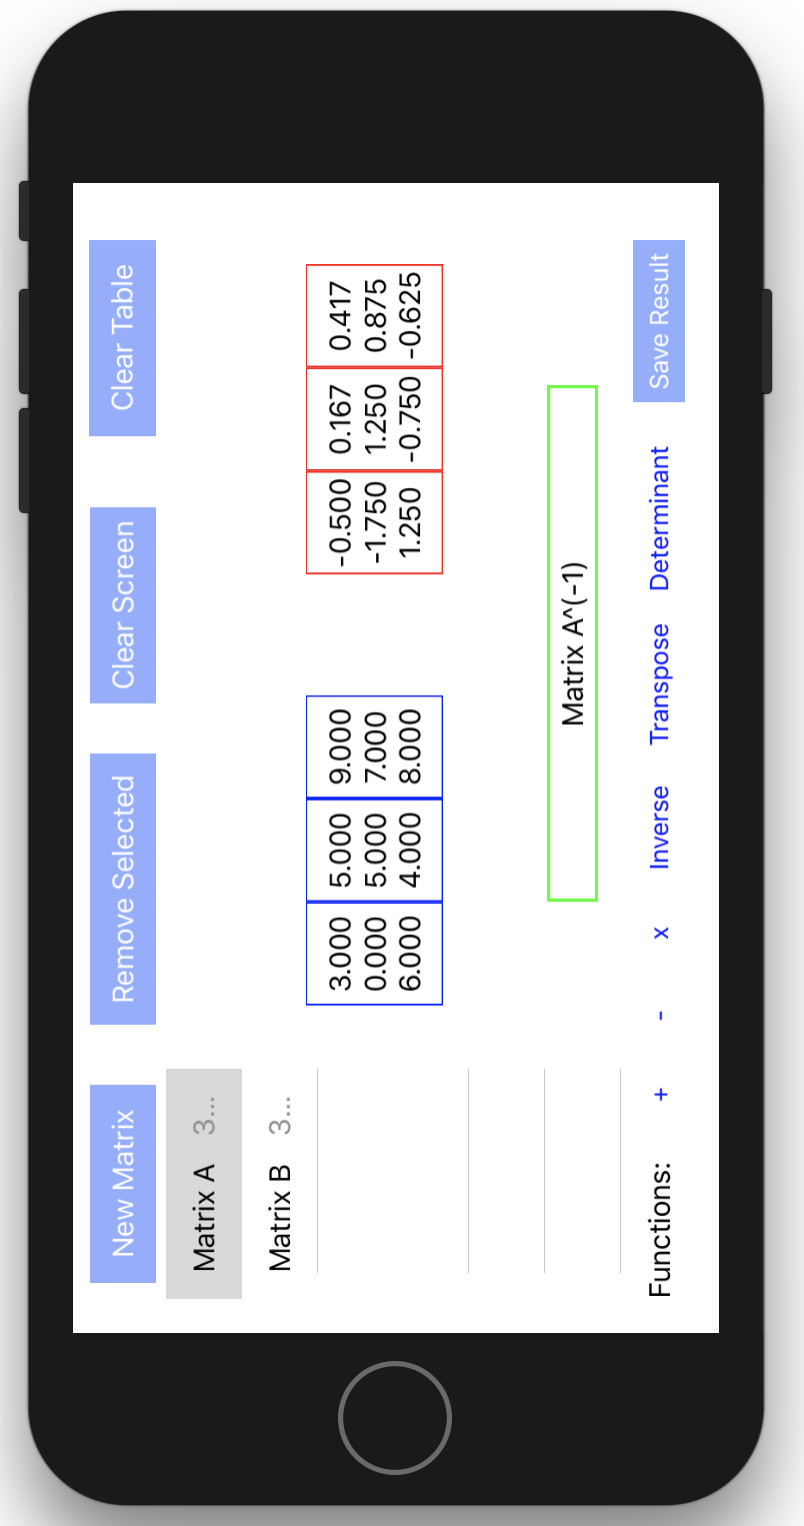 New Matrix Remove Selected Clear Screen Clear Table
Matrix A 3...
Matrix B 3...
3.000 5.000 9.000 -0.500 0.167 0.417
0.000 5.000 7.000 -1.750 1.250 0.875
6.000 4.000 8.000 1.250 -0.750 -0.625
Matrix A^(-1)
Functions: + - x Inverse Transpose Determinant Save Result